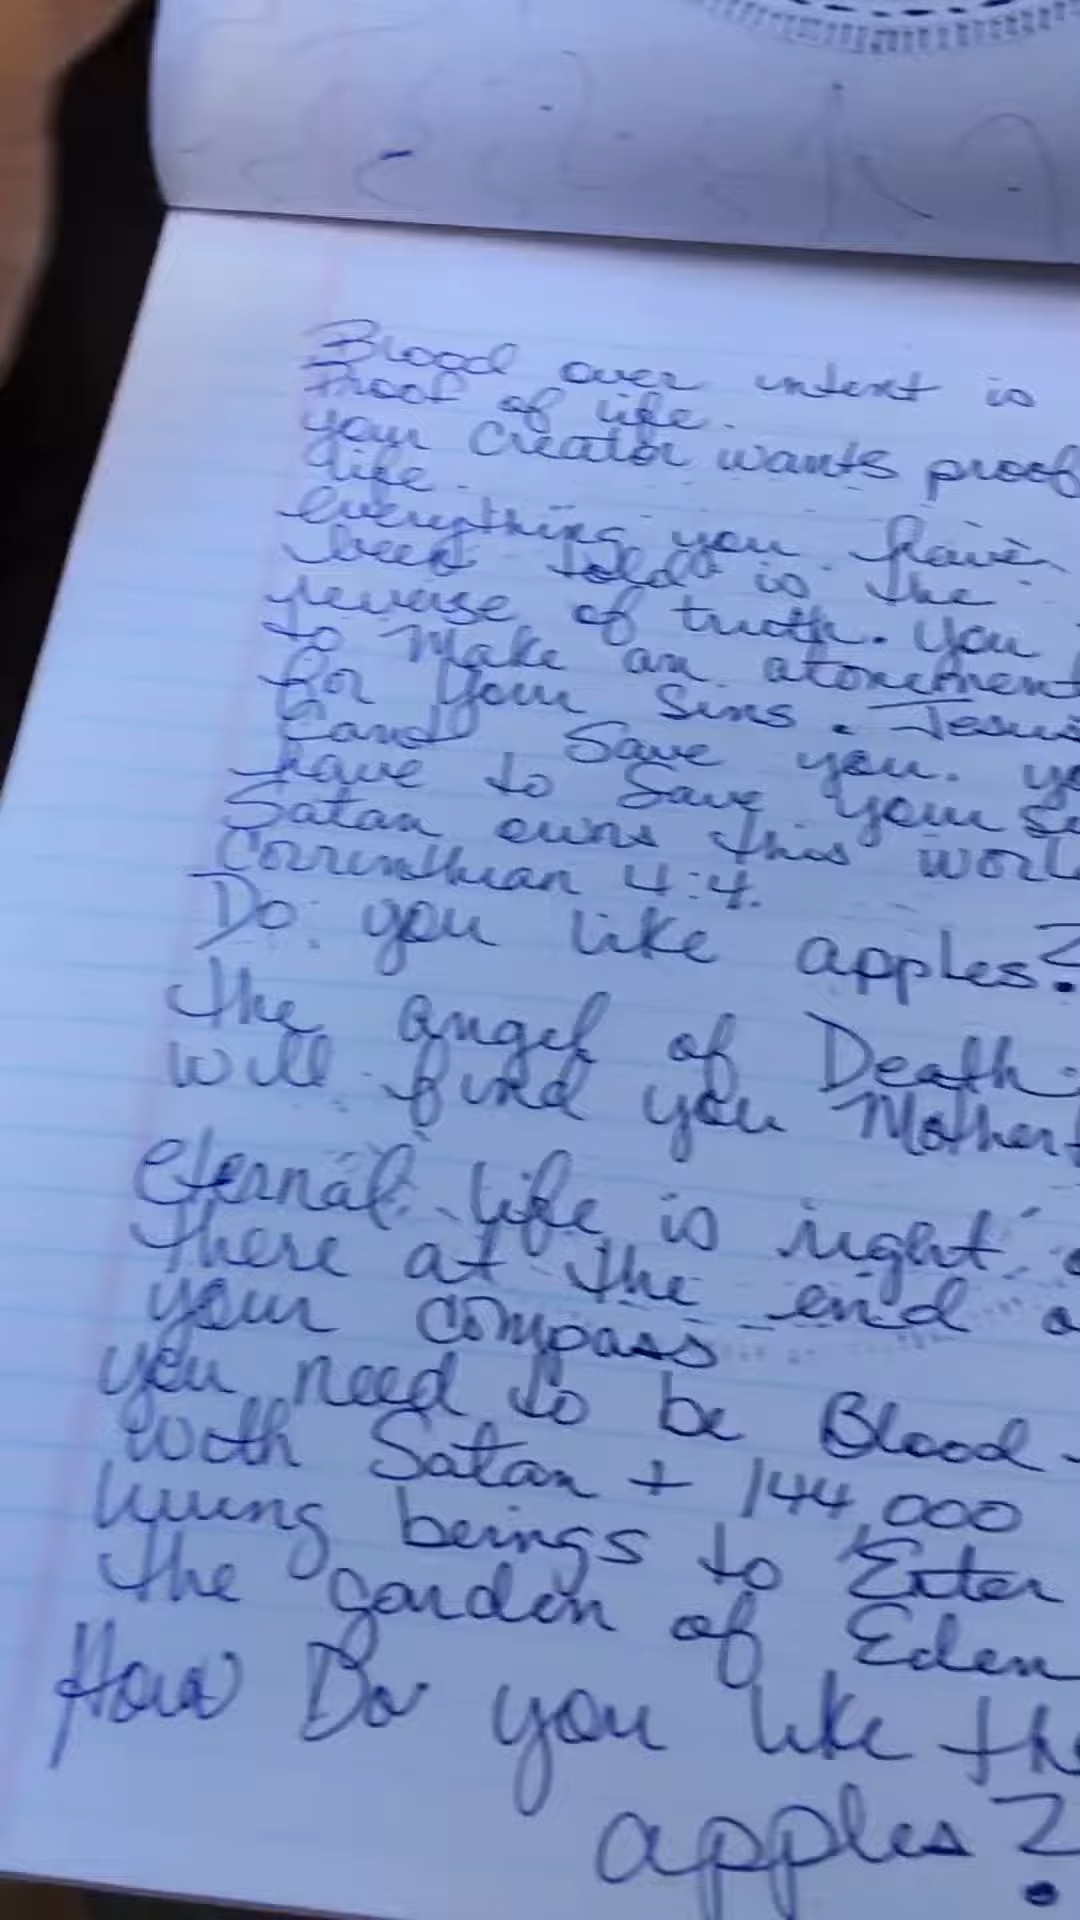 Blood over intent is
Proof of life.
your Creator wants proof
life.
everything you have
been told is the
reverse of truth. You
to Make an atonement
for your Sins. Jesus
cant Save you. yo
have to Save your se
Satan owns this worl
Corrinthian 4:4.
Do you like apples?
The angel of Death
will find you Mother
eternal life is right
there at the end o
your compass
you need to be Blood
with Satan + 144,000
living beings to Enter
the garden of Eden
How Do you like th
apples?